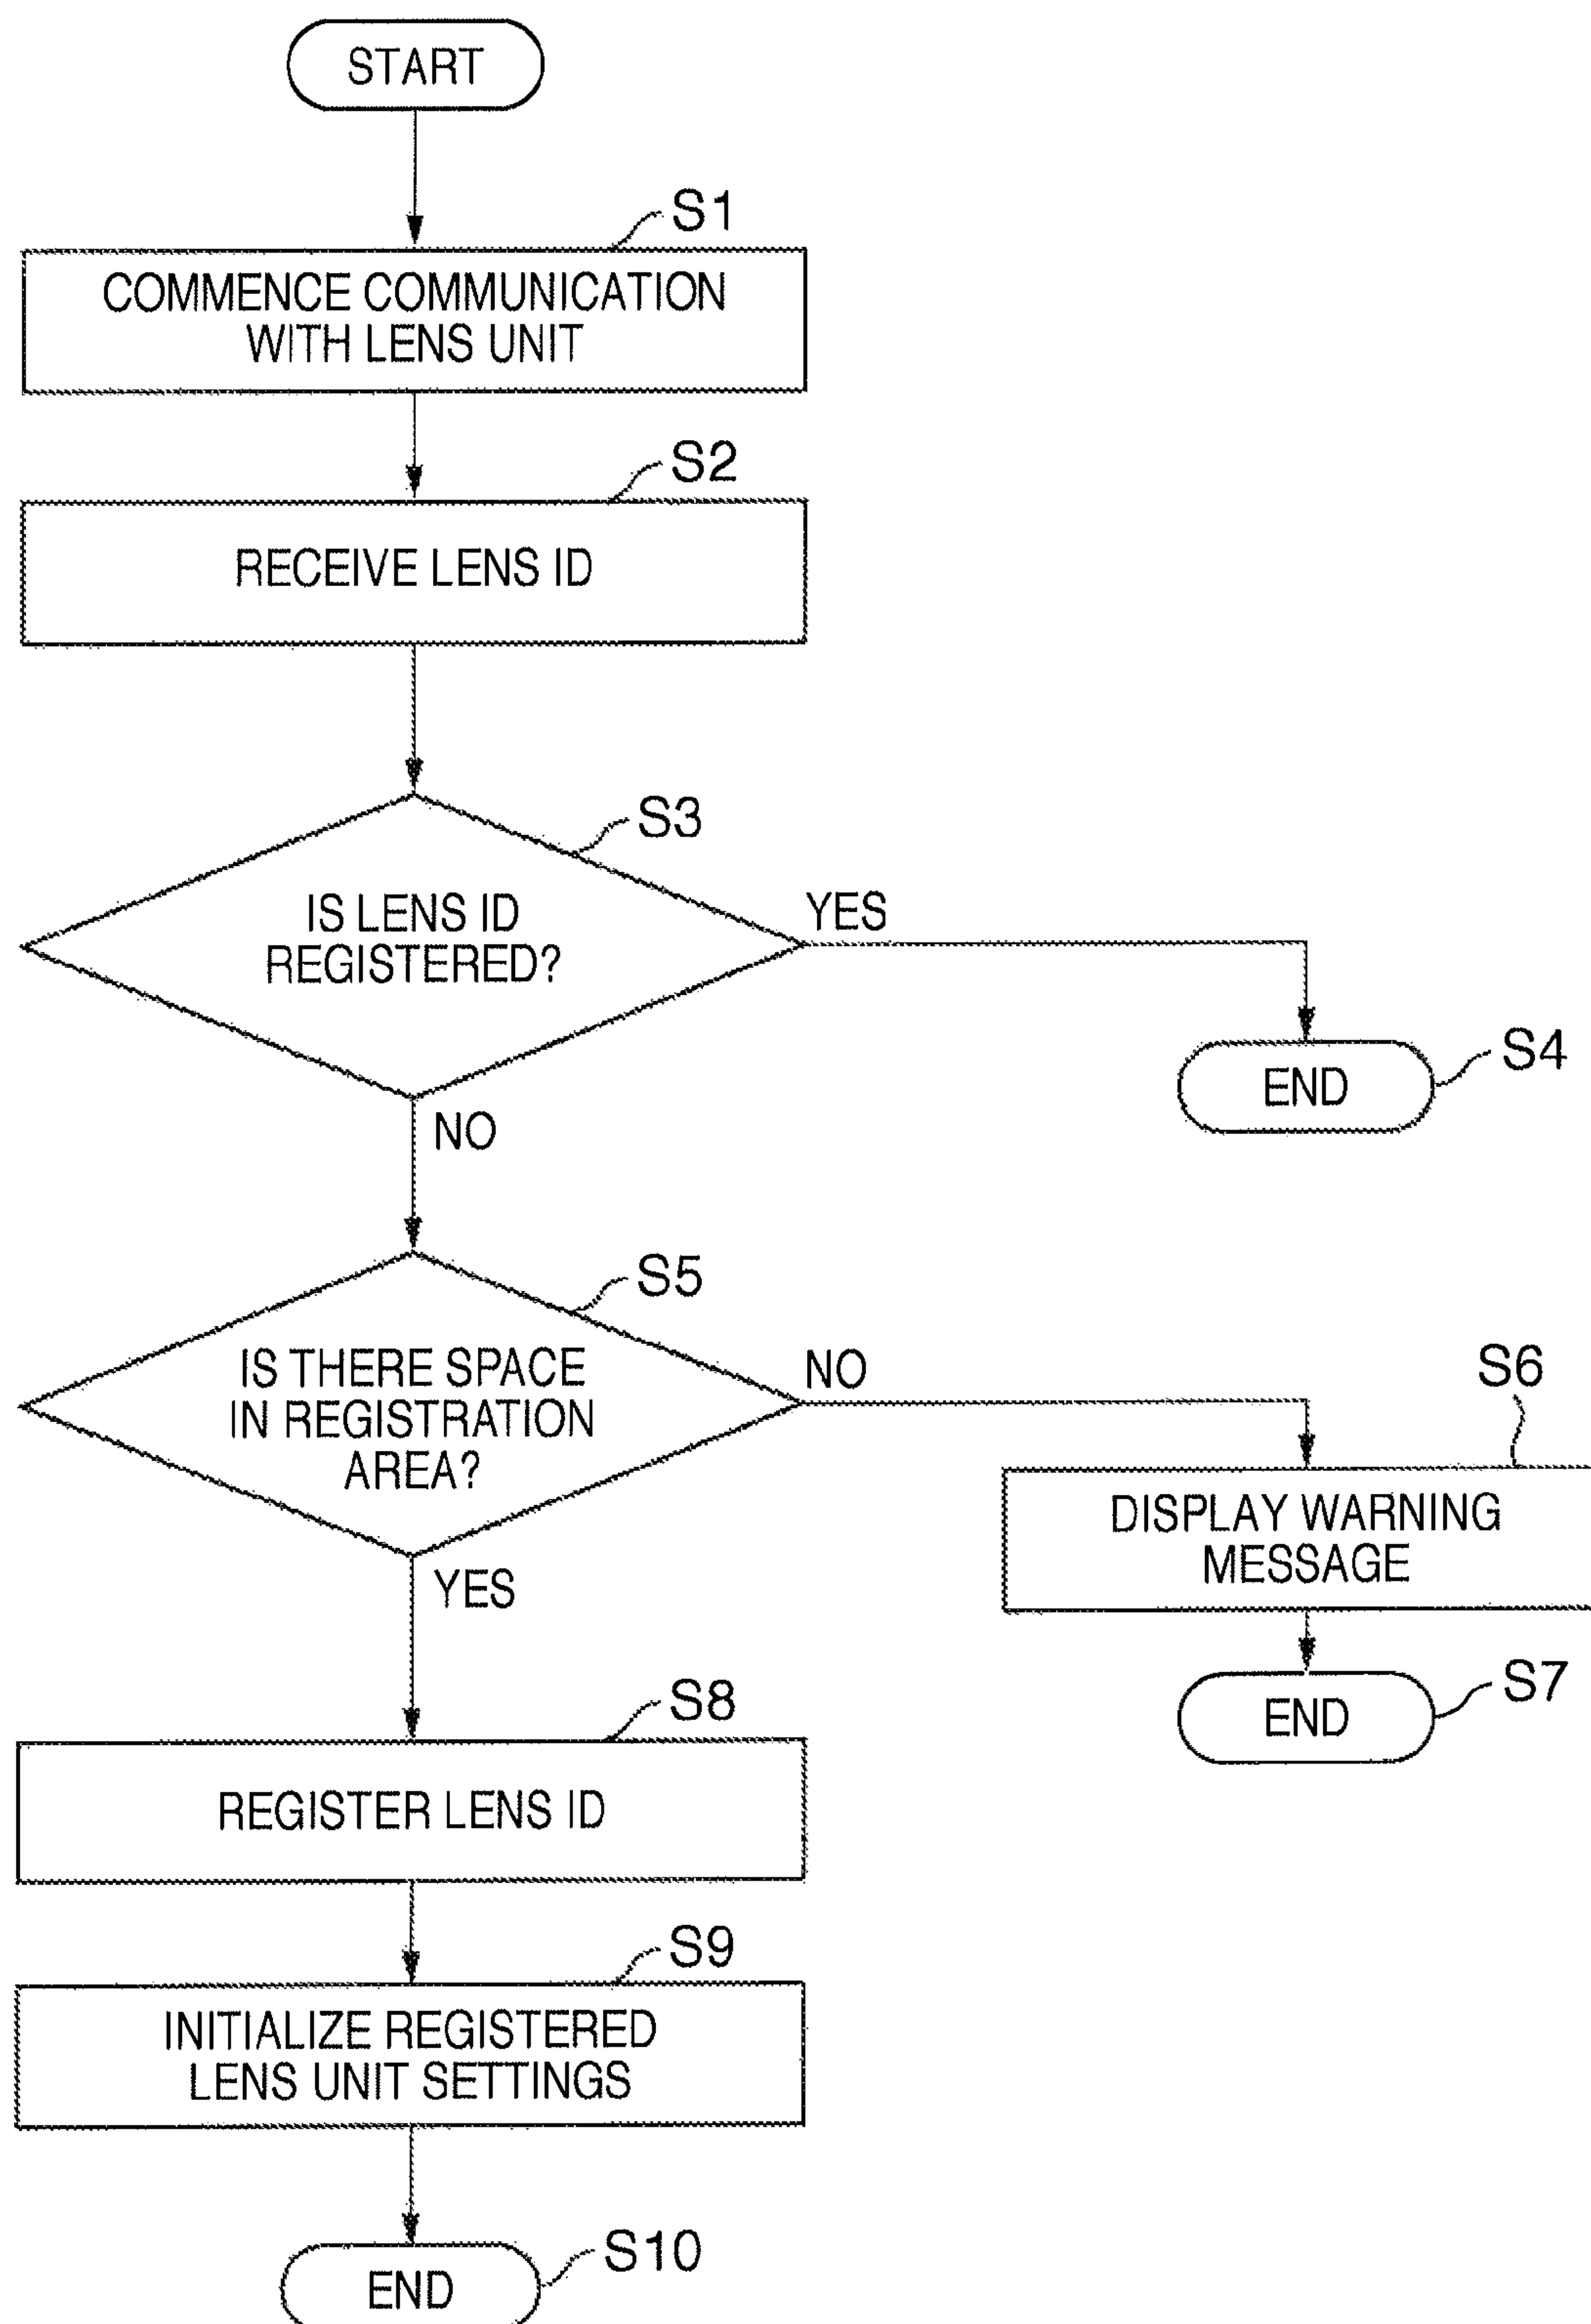 START
S1
COMMENCE COMMUNICATION
WITH LENS UNIT
S2
RECEIVE LENS ID
S3
IS LENS ID
REGISTERED?
YES
S4
END
NO
S5
IS THERE SPACE
IN REGISTRATION
AREA?
NO
S6
DISPLAY WARNING
MESSAGE
YES
S7
END
S8
REGISTER LENS ID
S9
INITIALIZE REGISTERED
LENS UNIT SETTINGS
S10
END